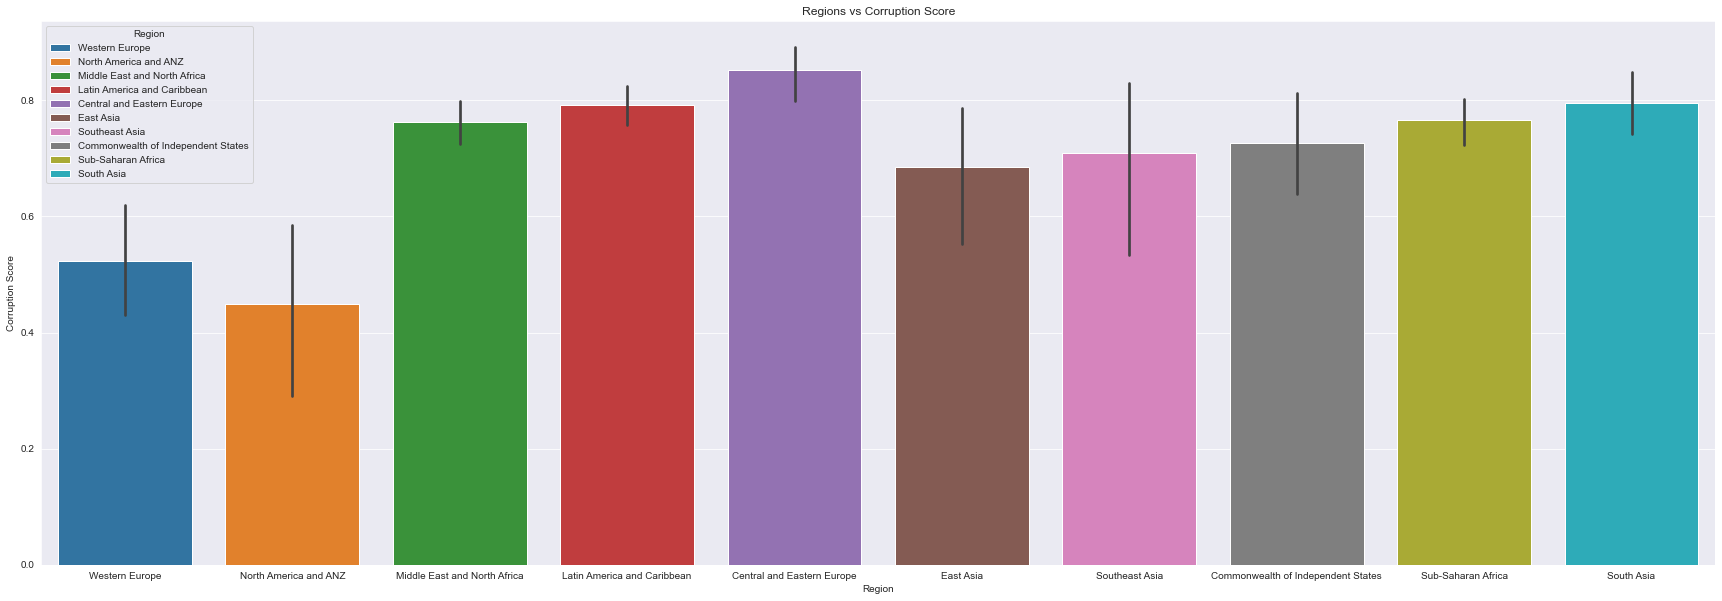 Regions vs Corruption Score
Region
Western Europe
North America and ANZ
Middle East and North Africa
Latin America and Caribbean
Central and Eastern Europe
East Asia
Southeast Asia
Commonwealth of Independent States
Sub-Saharan Africa
South Asia
0.8
0.6
0.4
0.2
0.0
Corruption Score
Western Europe
North America and ANZ
Middle East and North Africa
Latin America and Caribbean
Central and Eastern Europe
East Asia
Southeast Asia
Commonwealth of Independent States
Sub-Saharan Africa
South Asia
Region